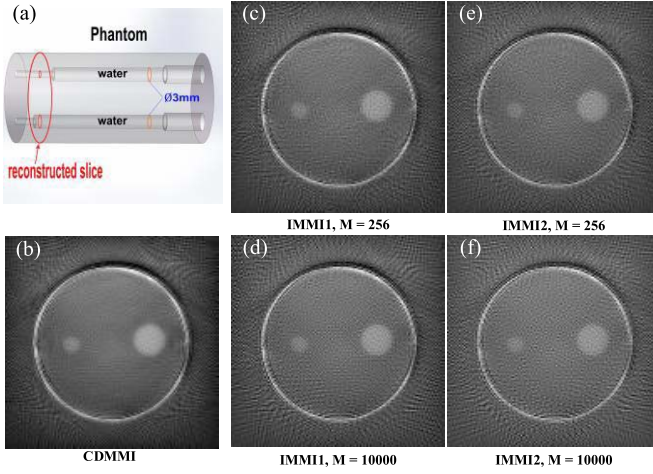 (a)
Phantom
water
Ø3mm
water
reconstructed slice
(b)
CDMMI
(c)
IMMI1, M = 256
(d)
IMMI1, M = 10000
(e)
IMMI2, M = 256
(f)
IMMI2, M = 10000